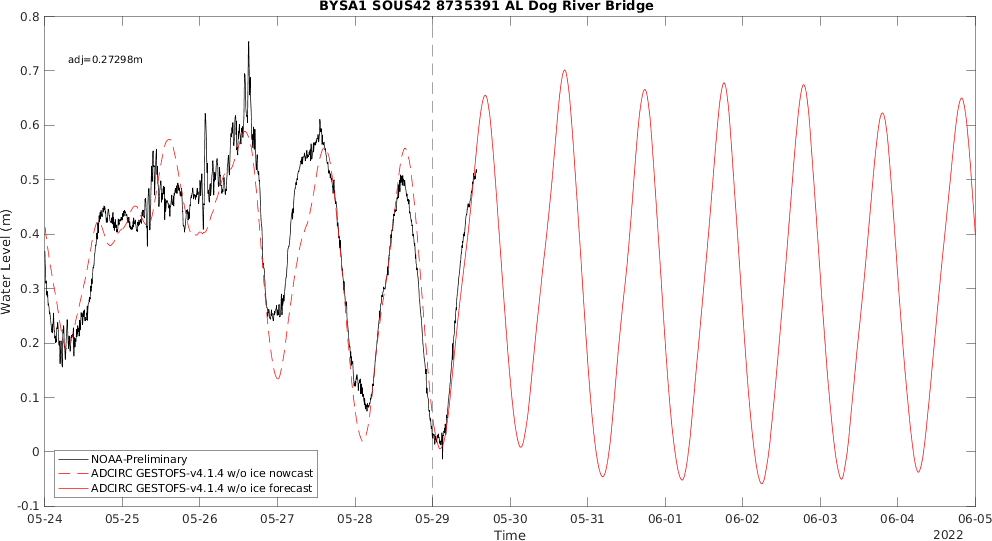 BYSA1 SOUS42 8735391 AL Dog River Bridge
adj=0.27298m
0.8
0.7
0.6
0.5
0.4
0.3
0.2
0.1
0
-0.1
Water Level (m)
NOAA-Preliminary
ADCIRC GESTOFS-v4.1.4 w/o ice nowcast
ADCIRC GESTOFS-v4.1.4 w/o ice forecast
05-24 05-25 05-26 05-27 05-28 05-29 05-30 05-31 06-01 06-02 06-03 06-04 06-05
Time
2022